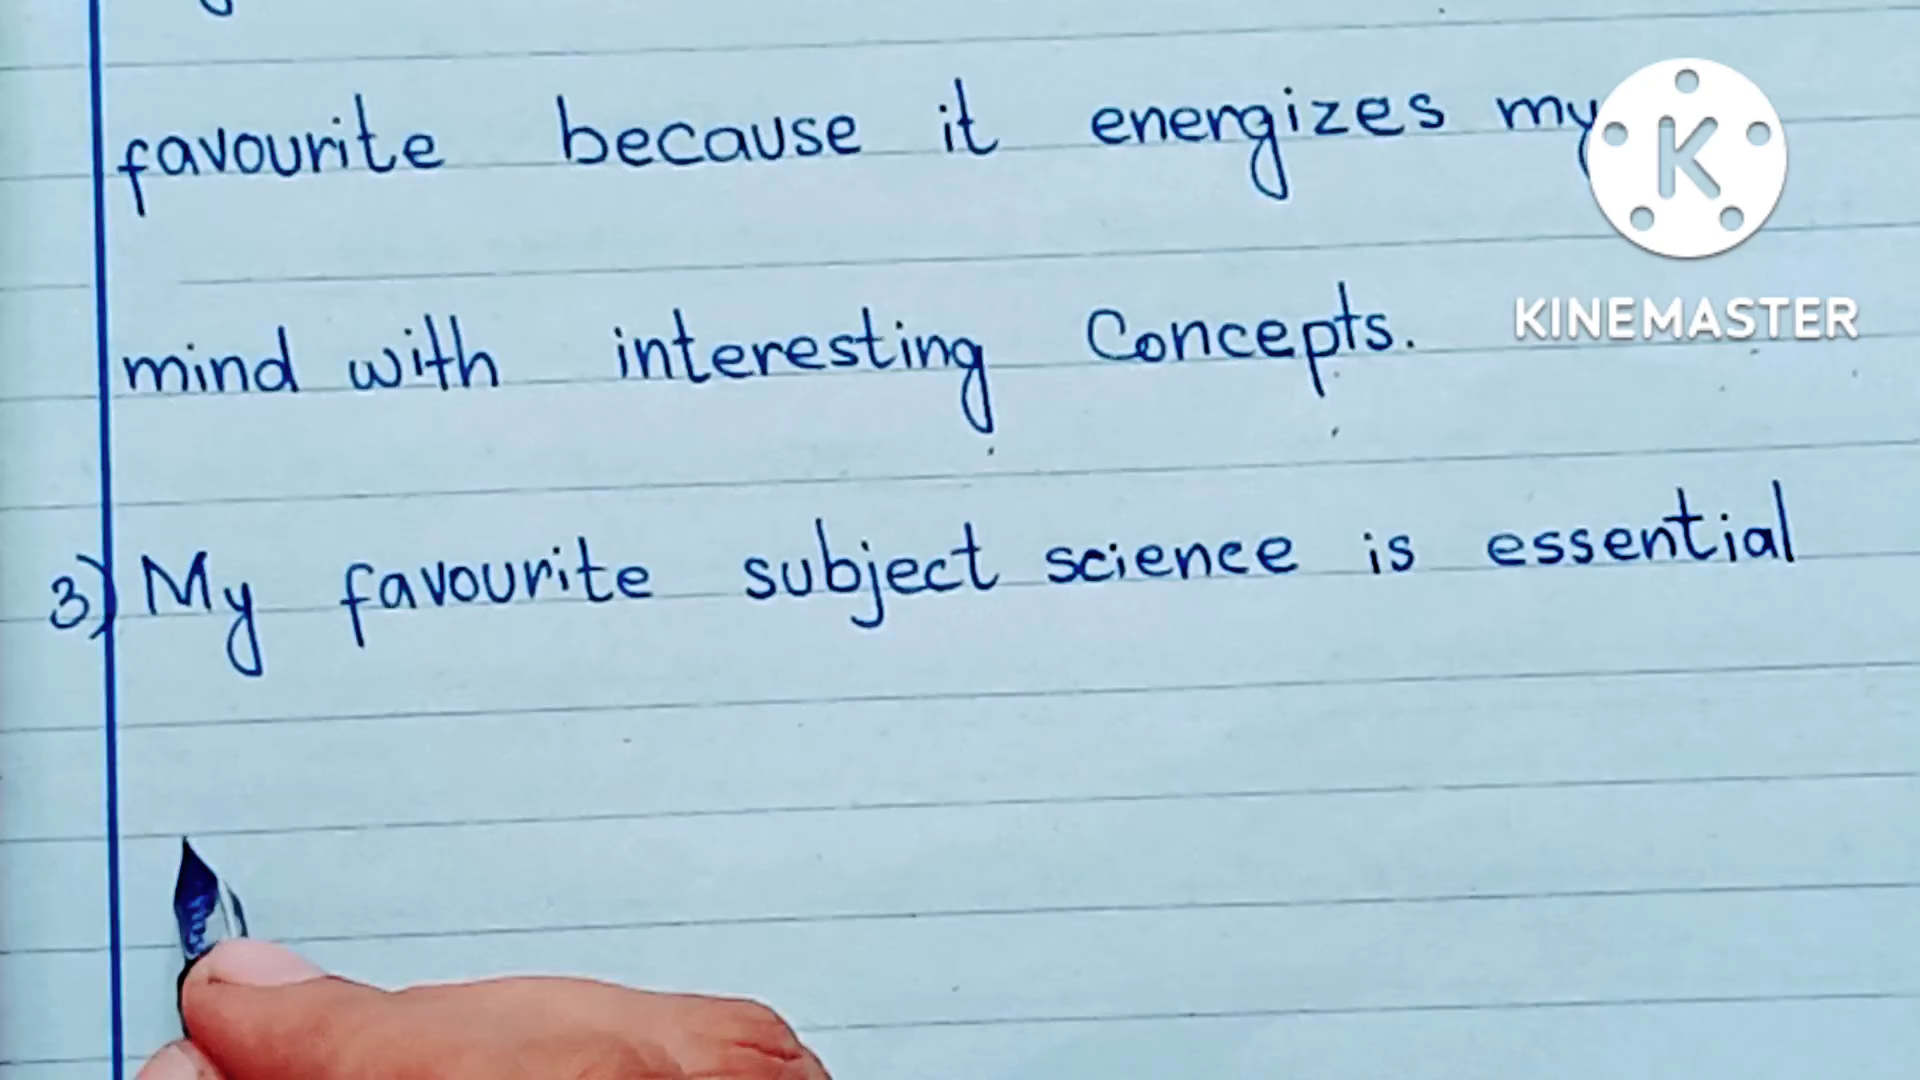 favourite because it energizes my
mind with interesting Concepts.
3) My favourite subject science is essential
K
KINEMASTER